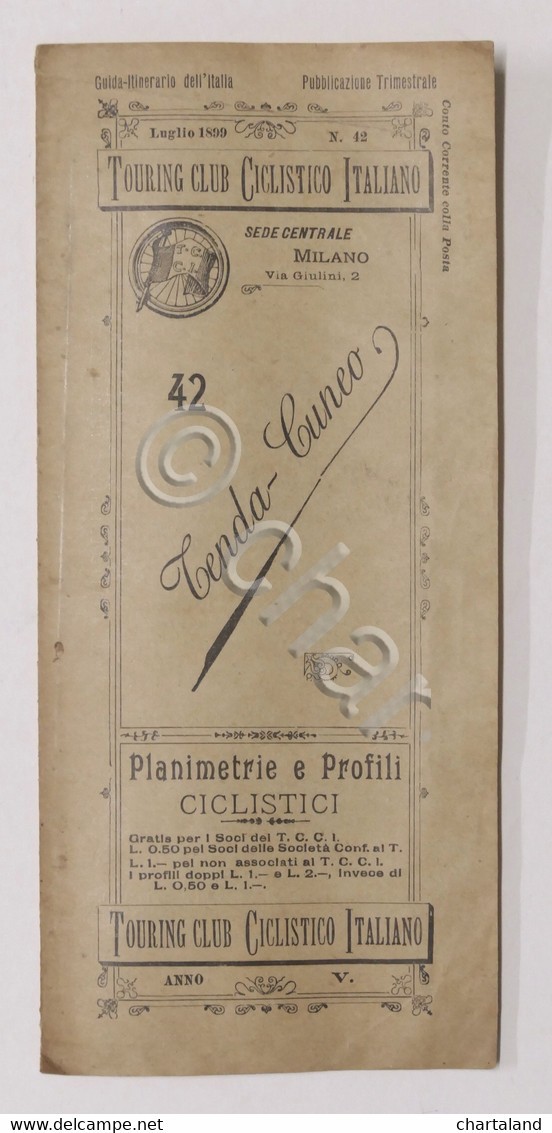 Guida-Itinerario dell'Italia Pubblicazione Trimestrale
Conto Corrente colla Posta
Luglio 1899 N. 42
TOURING CLUB CICLISTICO ITALIANO
T. C.
C. I.
SEDE CENTRALE
MILANO
Via Giulini, 2
42
Tenda-Cuneo
© char
Planimetrie e Profili
CICLISTICI
Gratis per i Soci del T. C. C. I.
L. 0.50 pei Soci delle Società Conf. al T.
L. 1.— pei non associati al T. C. C. I.
I profili doppi L. 1.— e L. 2.—, invece di
L. 0,50 e L. 1.—.
TOURING CLUB CICLISTICO ITALIANO
ANNO V.
www.delcampe.net chartaland